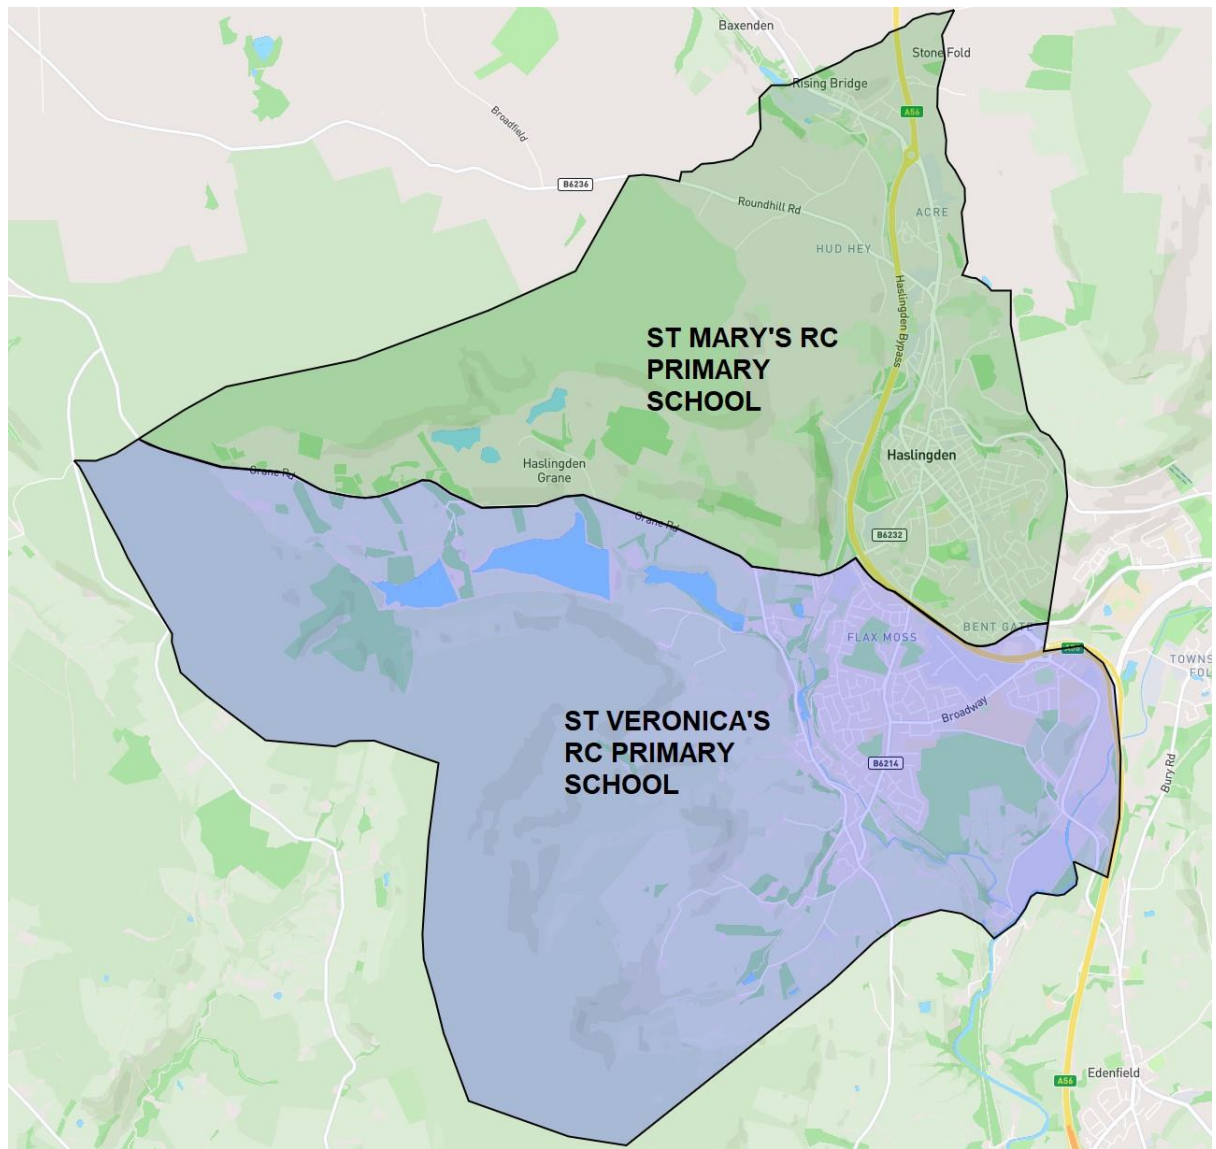 Baxenden
Stone Fold
Rising Bridge
A56
Broadfield
B6236
Roundhill Rd
ACRE
HUD HEY
Haslingden Bypass
ST MARY'S RC
PRIMARY
SCHOOL
Haslingden
Haslingden
Grane
Grane Rd
Grane Rd
B6232
BENT GATE
FLAX MOSS
A56
TOWNS
FOL
Broadway
ST VERONICA'S
RC PRIMARY
SCHOOL
B6214
Bury Rd
Edenfield
A56